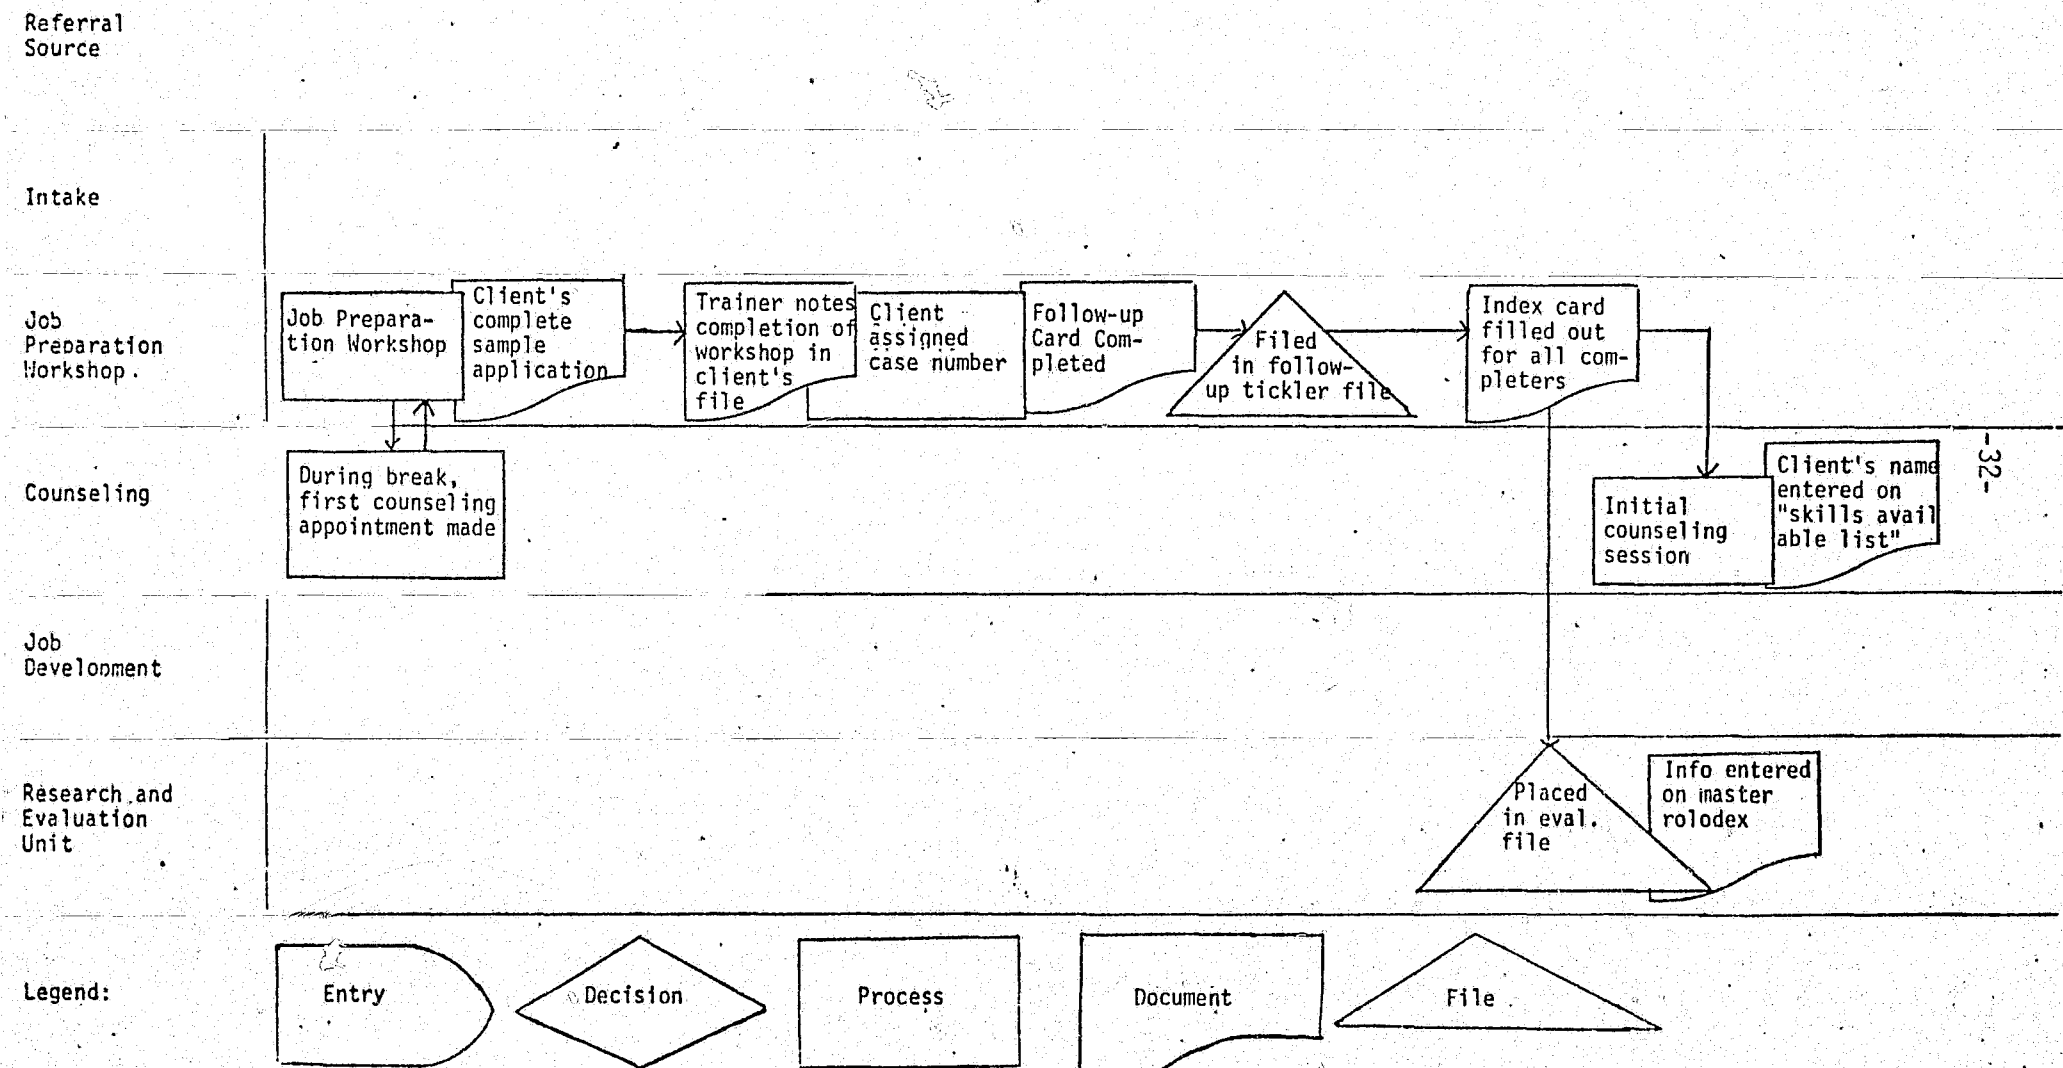 Referral
Source
Intake
Job
Preparation
Workshop.
Job Prepara-
tion Workshop
Client's
complete
sample
application
Trainer notes
completion of
workshop in
client's
file
Client
assigned
case number
Follow-up
Card Com-
pleted
Filed
in follow-
up tickler file
Index card
filled out
for all com-
pleters
Counseling
During break,
first counseling
appointment made
Initial
counseling
session
Client's name
entered on
"skills avail
able list"
-32-
Job
Development
Research and
Evaluation
Unit
Placed
in eval.
file
Info entered
on master
rolodex
Legend:
Entry
Decision
Process
Document
File